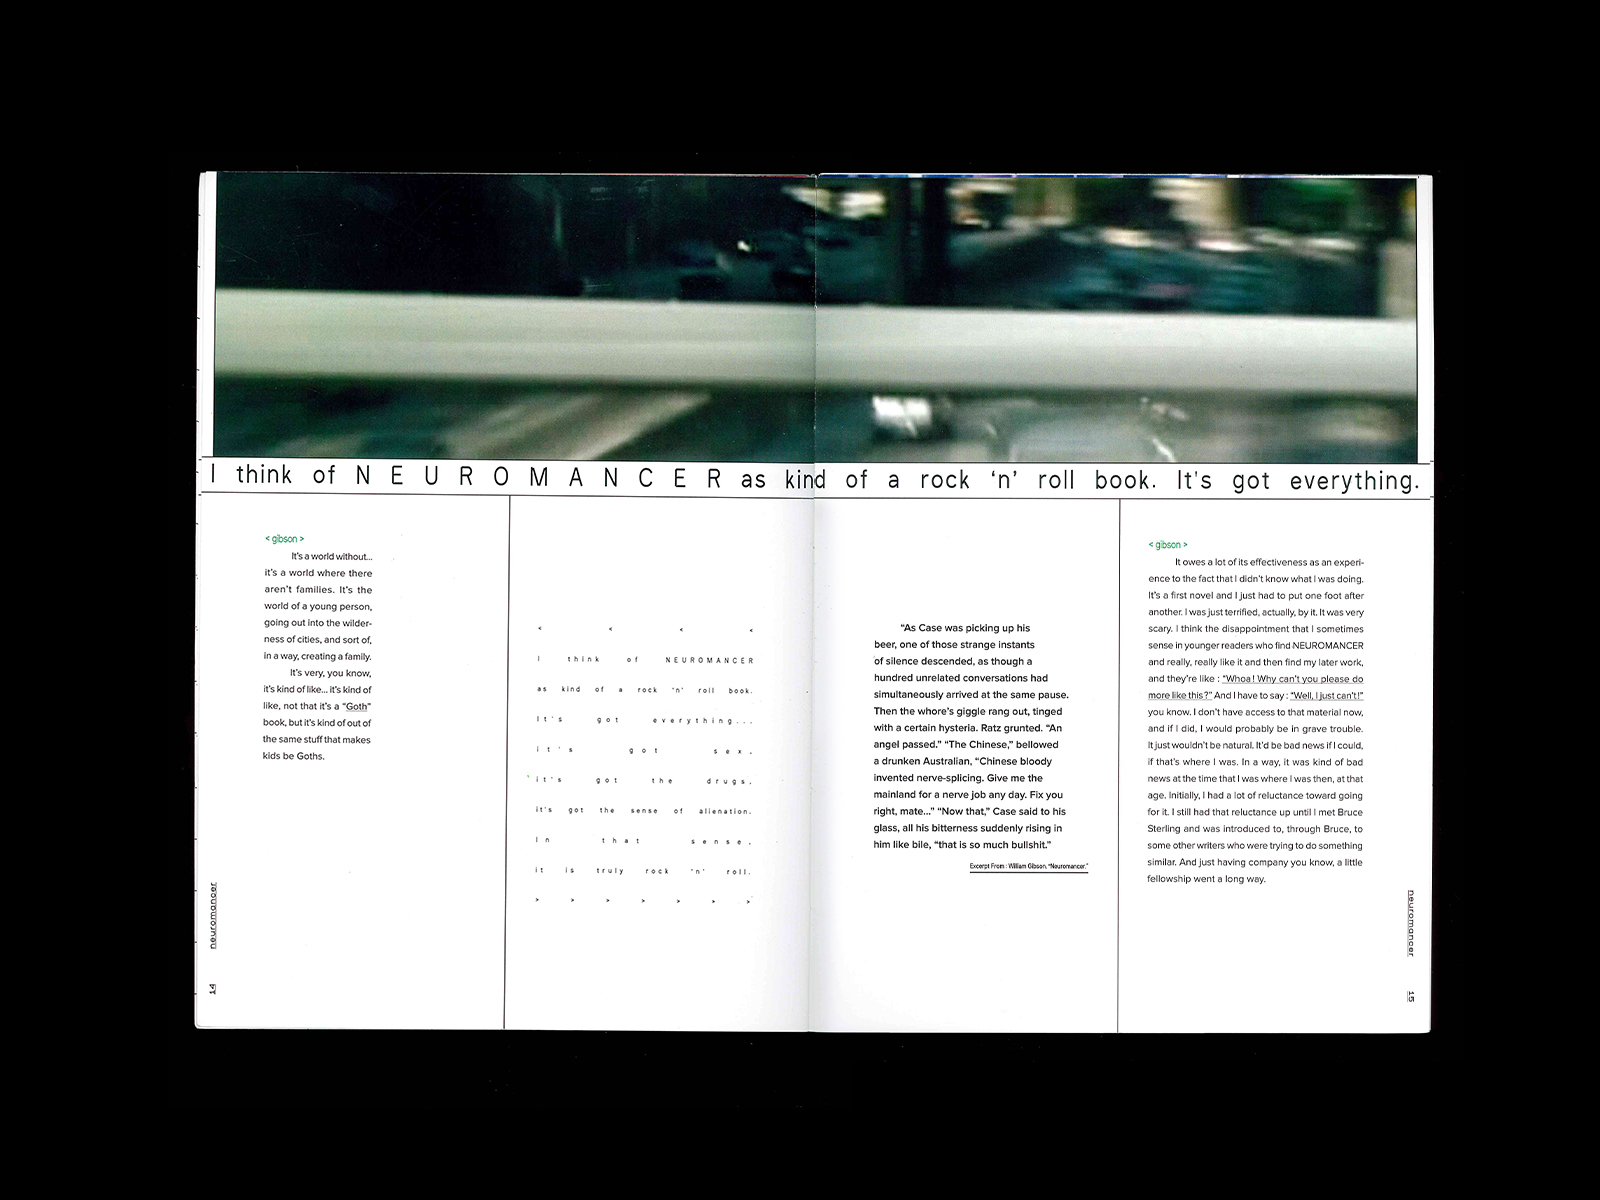 I think of NEUROMANCER as kind of a rock ‘n’ roll book. It's got everything.
< gibson >
It’s a world without...
it’s a world where there
aren’t families. It’s the
world of a young person,
going out into the wilder-
ness of cities, and sort of,
in a way, creating a family.
It’s very, you know,
it’s kind of like... it’s kind of
like, not that it’s a “Goth”
book, but it’s kind of out of
the same stuff that makes
kids be Goths.
< < < <
I think of NEUROMANCER
as kind of a rock 'n' roll book.
It's got everything...
it's got sex.
it's got the drugs.
it's got the sense of alienation.
In that sense,
it is truly rock 'n' roll.
> > > > > > >
“As Case was picking up his
beer, one of those strange instants
of silence descended, as though a
hundred unrelated conversations had
simultaneously arrived at the same pause.
Then the whore’s giggle rang out, tinged
with a certain hysteria. Ratz grunted. “An
angel passed.” “The Chinese,” bellowed
a drunken Australian, “Chinese bloody
invented nerve-splicing. Give me the
mainland for a nerve job any day. Fix you
right, mate...” “Now that,” Case said to his
glass, all his bitterness suddenly rising in
him like bile, “that is so much bullshit.”
Excerpt From : William Gibson. “Neuromancer.”
< gibson >
It owes a lot of its effectiveness as an experi-
ence to the fact that I didn’t know what I was doing.
It’s a first novel and I just had to put one foot after
another. I was just terrified, actually, by it. It was very
scary. I think the disappointment that I sometimes
sense in younger readers who find NEUROMANCER
and really, really like it and then find my later work,
and they’re like : “Whoa! Why can’t you please do
more like this?” And I have to say : “Well, I just can’t!”
you know. I don’t have access to that material now,
and if I did, I would probably be in grave trouble.
It just wouldn’t be natural. It’d be bad news if I could,
if that’s where I was. In a way, it was kind of bad
news at the time that I was where I was then, at that
age. Initially, I had a lot of reluctance toward going
for it. I still had that reluctance up until I met Bruce
Sterling and was introduced to, through Bruce, to
some other writers who were trying to do something
similar. And just having company you know, a little
fellowship went a long way.
neuromancer
14
neuromancer
15